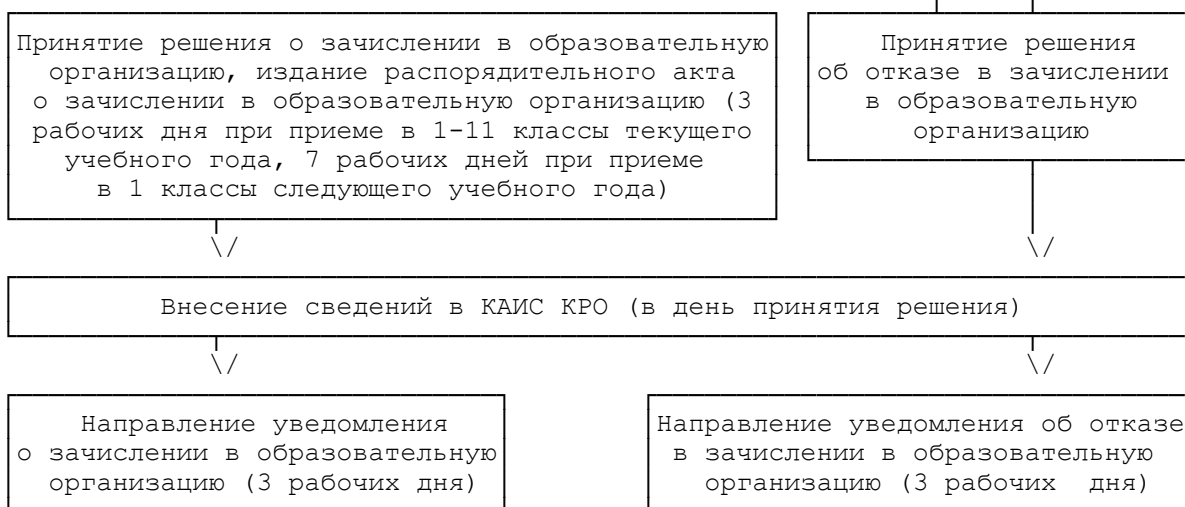 Принятие решения о зачислении в образовательную
организацию, издание распорядительного акта
о зачислении в образовательную организацию (3
рабочих дня при приеме в 1-11 классы текущего
учебного года, 7 рабочих дней при приеме
в 1 классы следующего учебного года)
Принятие решения
об отказе в зачислении
в образовательную
организацию
Внесение сведений в КАИС КРО (в день принятия решения)
Направление уведомления
о зачислении в образовательную
организацию (3 рабочих дня)
Направление уведомления об отказе
в зачислении в образовательную
организацию (3 рабочих дня)